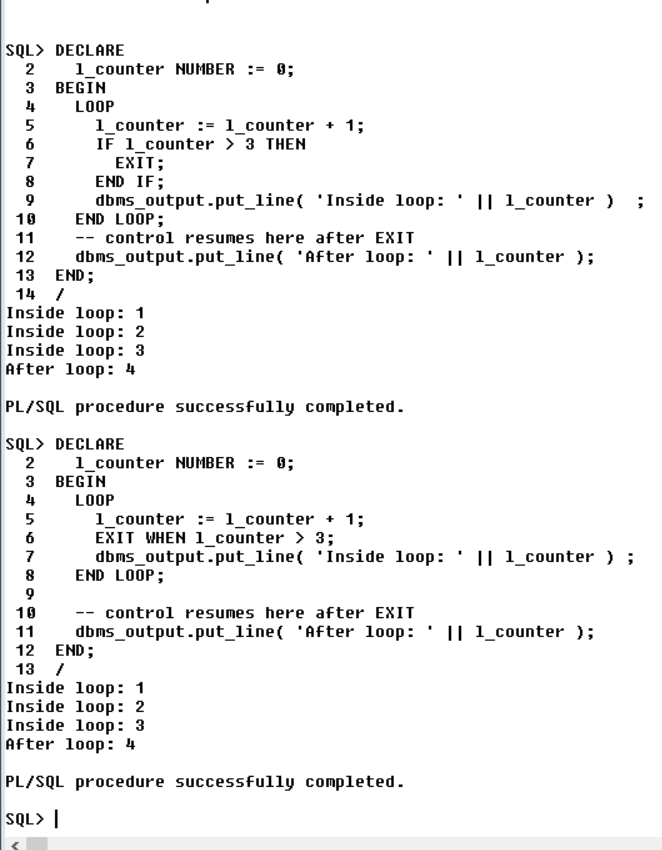 SQL> DECLARE
  2    l_counter NUMBER := 0;
  3  BEGIN
  4    LOOP
  5      l_counter := l_counter + 1;
  6      IF l_counter > 3 THEN
  7        EXIT;
  8      END IF;
  9      dbms_output.put_line( 'Inside loop: ' || l_counter )  ;
 10    END LOOP;
 11    -- control resumes here after EXIT
 12    dbms_output.put_line( 'After loop: ' || l_counter );
 13  END;
 14  /
Inside loop: 1
Inside loop: 2
Inside loop: 3
After loop: 4
PL/SQL procedure successfully completed.
SQL> DECLARE
  2    l_counter NUMBER := 0;
  3  BEGIN
  4    LOOP
  5      l_counter := l_counter + 1;
  6      EXIT WHEN l_counter > 3;
  7      dbms_output.put_line( 'Inside loop: ' || l_counter ) ;
  8    END LOOP;
  9
 10    -- control resumes here after EXIT
 11    dbms_output.put_line( 'After loop: ' || l_counter );
 12  END;
 13  /
Inside loop: 1
Inside loop: 2
Inside loop: 3
After loop: 4
PL/SQL procedure successfully completed.
SQL>